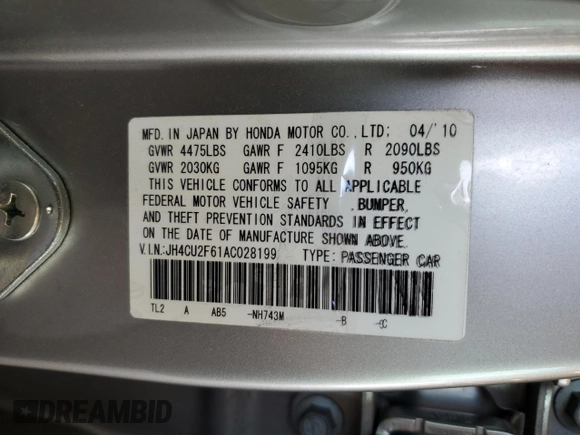 MFD. IN JAPAN BY HONDA MOTOR CO.,LTD: 04/'10
GVWR 4475LBS GAWR F 2410LBS R 2090LBS
GVWR 2030KG GAWR F 1095KG R 950KG
THIS VEHICLE CONFORMS TO ALL APPLICABLE
FEDERAL MOTOR VEHICLE SAFETY , BUMPER,
AND THEFT PREVENTION STANDARDS IN EFFECT
ON THE DATE OF MANUFACTURE SHOWN ABOVE.
V.I.N:JH4CU2F61AC028199 TYPE: PASSENGER CAR
TL2 A AB5 -NH743M -B -CC
DREAMBID